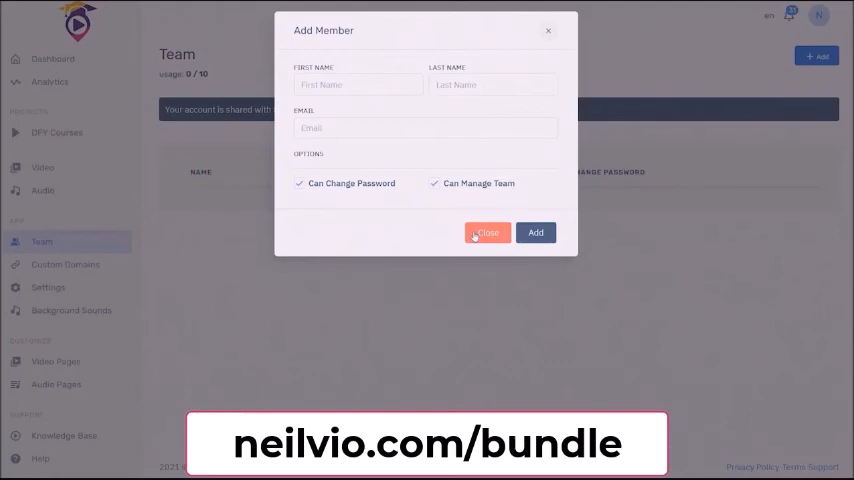 Add Member
×
en
31
N
Dashboard
Team
FIRST NAME
LAST NAME
+ Add
usage: 0 / 10
First Name
Last Name
Analytics
EMAIL
PROJECTS
Your account is shared with
Email
DFY Courses
OPTIONS
Video
NAME
CHANGE PASSWORD
Can Change Password
Can Manage Team
Audio
APP
Close
Add
Team
Custom Domains
Settings
Background Sounds
CUSTOMIZE
Video Pages
Audio Pages
SUPPORT
neilvio.com/bundle
Knowledge Base
Help
2021
Privacy Policy Terms Support